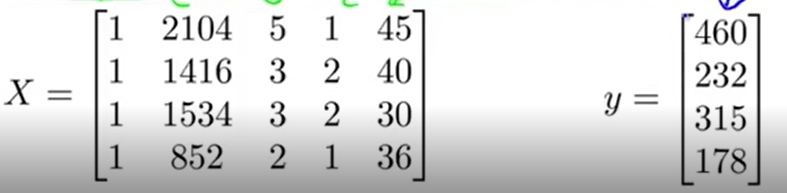 X = [1 2104 5 1 45
1 1416 3 2 40
1 1534 3 2 30
1 852 2 1 36]
y = [460
232
315
178]